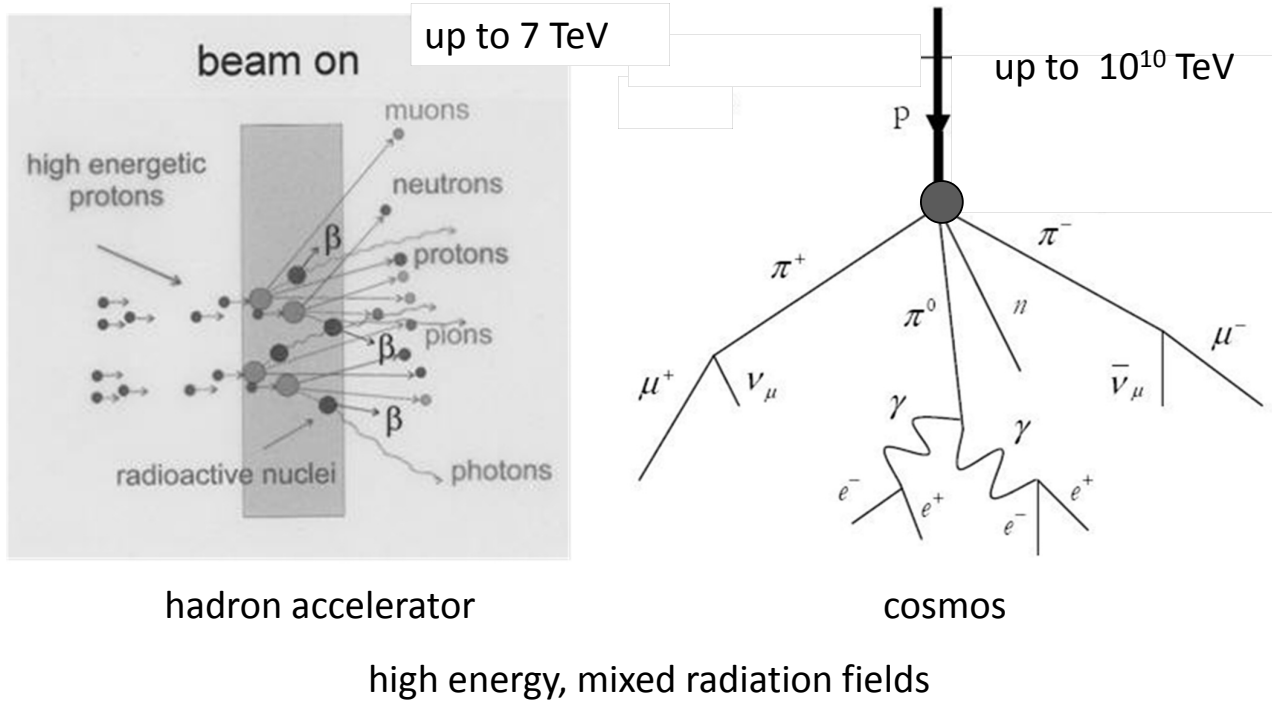 beam on
up to 7 TeV
muons
high energetic
protons
neutrons
β
protons
pions
β
β
radioactive nuclei
photons
up to 10¹⁰ TeV
p
π⁺
π⁰
n
π⁻
μ⁺
ν_μ
ν̄_μ
μ⁻
γ
γ
e⁻
e⁺
e⁻
e⁺
hadron accelerator
cosmos
high energy, mixed radiation fields